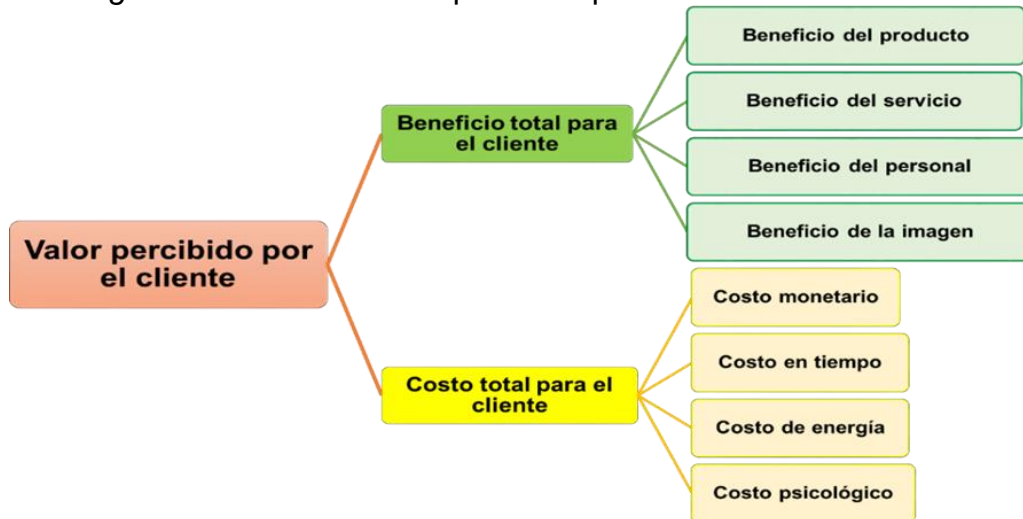 Valor percibido por
el cliente
Beneficio total para
el cliente
Beneficio del producto
Beneficio del servicio
Beneficio del personal
Beneficio de la imagen
Costo total para el
cliente
Costo monetario
Costo en tiempo
Costo de energía
Costo psicológico